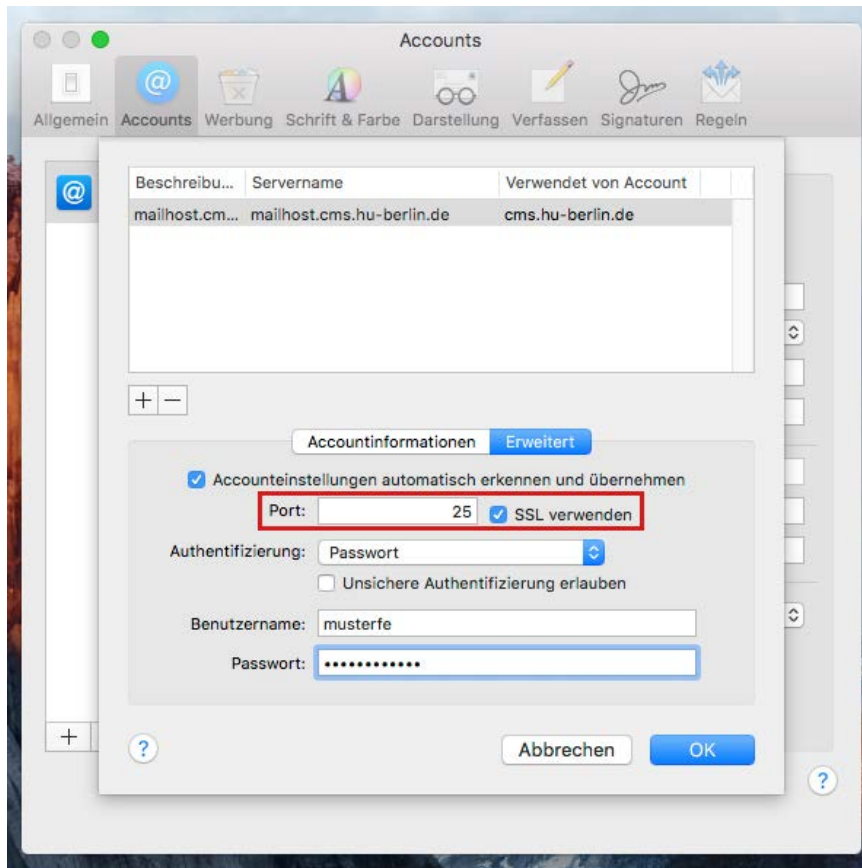 Accounts
Allgemein Accounts Werbung Schrift & Farbe Darstellung Verfassen Signaturen Regeln
Beschreibu... Servername Verwendet von Account
mailhost.cm... mailhost.cms.hu-berlin.de cms.hu-berlin.de
+ −
Accountinformationen Erweitert
Accounteinstellungen automatisch erkennen und übernehmen
Port: 25 SSL verwenden
Authentifizierung: Passwort
Unsichere Authentifizierung erlauben
Benutzername: musterfe
Passwort: ••••••••••••
+
? Abbrechen OK
?